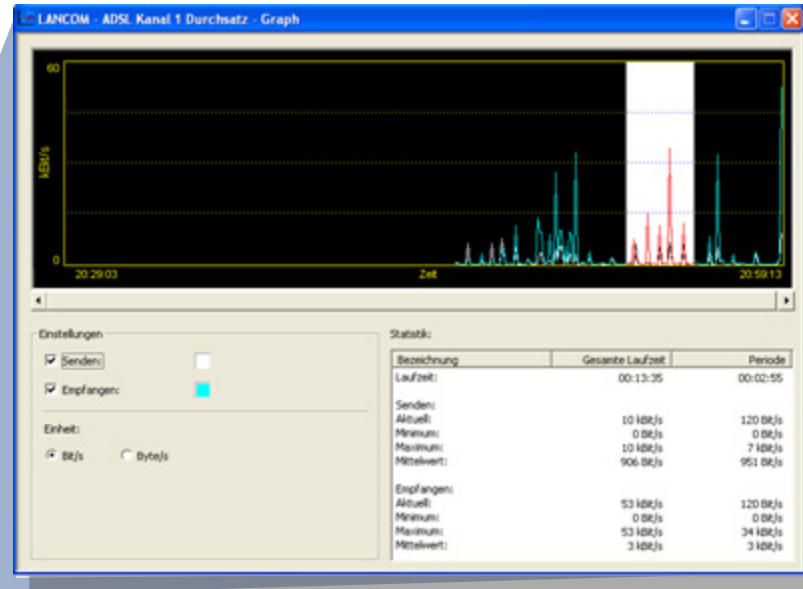 LANCOM - ADSL Kanal 1 Durchsatz - Graph
60
kBit/s
0
20:29:03 Zeit 20:59:13
Einstellungen
Senden:
Empfangen:
Einheit:
Bit/s Byte/s
Statistik:
Bezeichnung Gesamte Laufzeit Periode
Laufzeit: 00:13:35 00:02:55
Senden:
Aktuell: 10 kBit/s 120 Bit/s
Minimum: 0 Bit/s 0 Bit/s
Maximum: 10 kBit/s 7 kBit/s
Mittelwert: 906 Bit/s 951 Bit/s
Empfangen:
Aktuell: 53 kBit/s 120 Bit/s
Minimum: 0 Bit/s 0 Bit/s
Maximum: 53 kBit/s 34 kBit/s
Mittelwert: 3 kBit/s 3 kBit/s